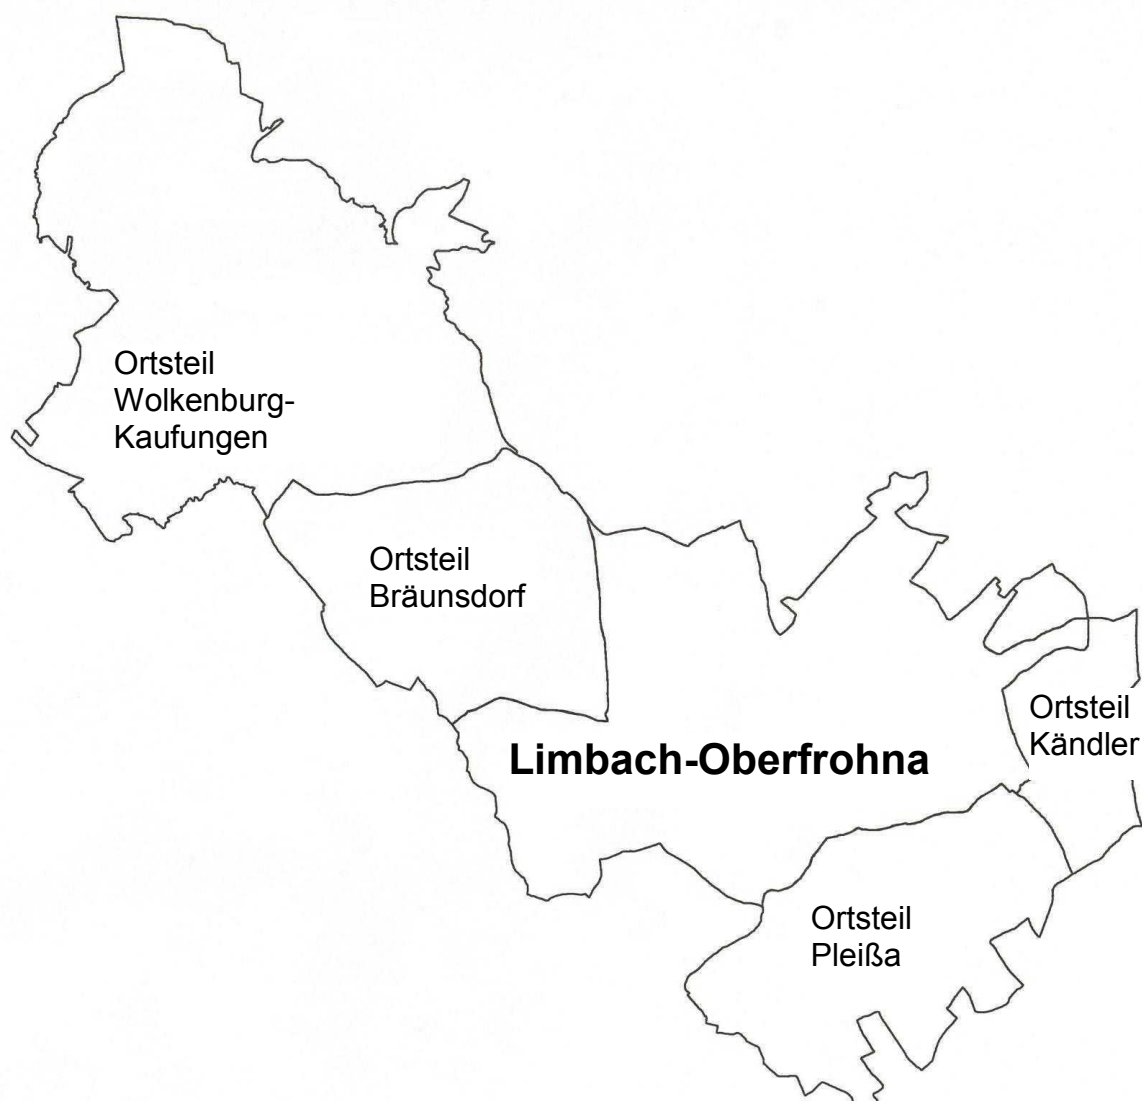 Ortsteil
Wolkenburg-
Kaufungen
Ortsteil
Bräunsdorf
Ortsteil
Kändler
Limbach-Oberfrohna
Ortsteil
Pleißa